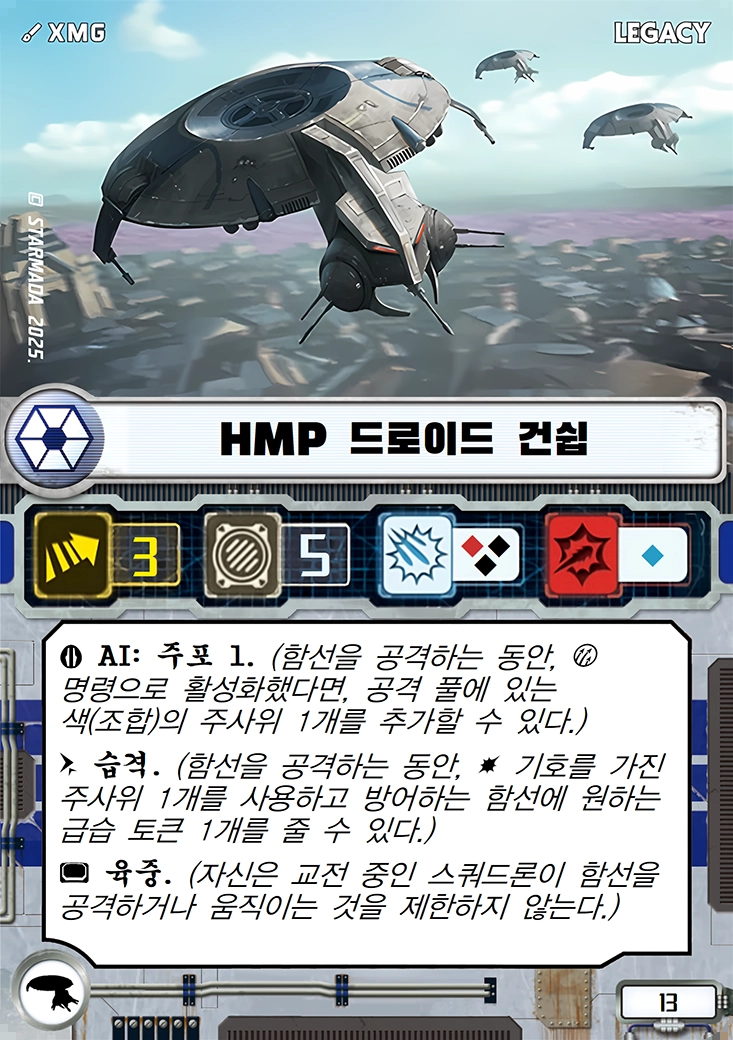 XMG
LEGACY
© STARMADA 2025.
HMP 드로이드 건쉽
3
5
AI: 주포 1. (함선을 공격하는 동안,
명령으로 활성화했다면, 공격 풀에 있는
색(조합)의 주사위 1개를 추가할 수 있다.)
습격. (함선을 공격하는 동안, 기호를 가진
주사위 1개를 사용하고 방어하는 함선에 원하는
급습 토큰 1개를 줄 수 있다.)
육중. (자신은 교전 중인 스쿼드론이 함선을
공격하거나 움직이는 것을 제한하지 않는다.)
13